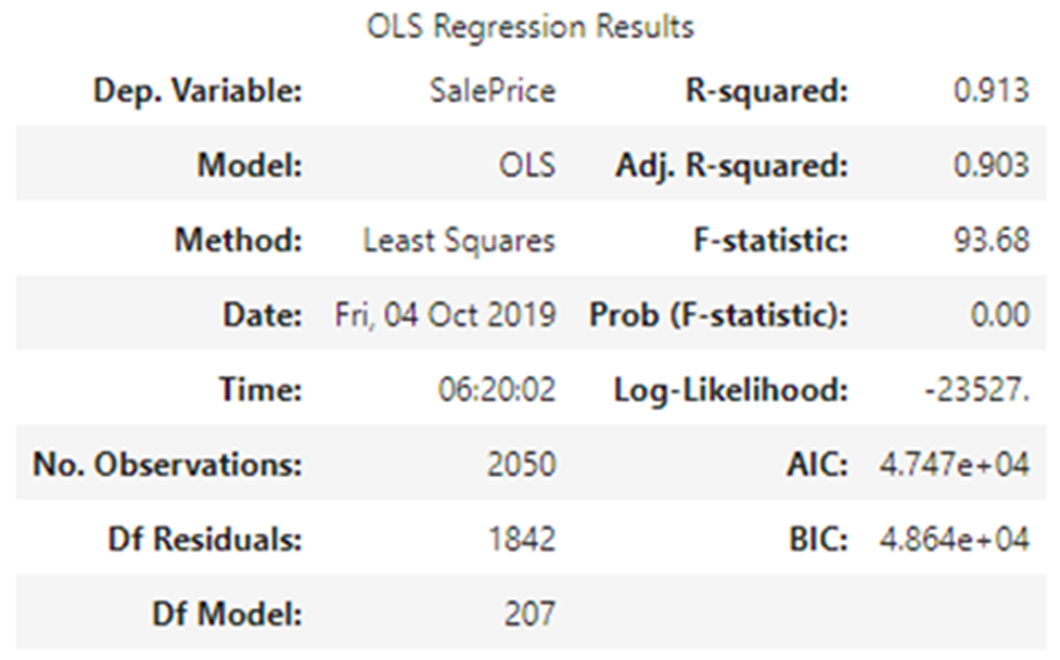 OLS Regression Results
Dep. Variable: SalePrice R-squared: 0.913
Model: OLS Adj. R-squared: 0.903
Method: Least Squares F-statistic: 93.68
Date: Fri, 04 Oct 2019 Prob (F-statistic): 0.00
Time: 06:20:02 Log-Likelihood: -23527.
No. Observations: 2050 AIC: 4.747e+04
Df Residuals: 1842 BIC: 4.864e+04
Df Model: 207